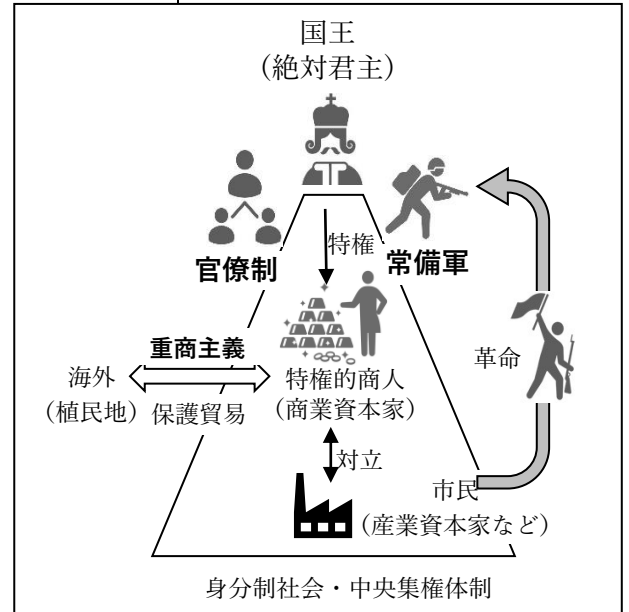 国王
（絶対君主）
特権
官僚制
常備軍
重商主義
海外
（植民地）
保護貿易
特権的商人
（商業資本家）
革命
対立
市民
（産業資本家など）
身分制社会・中央集権体制